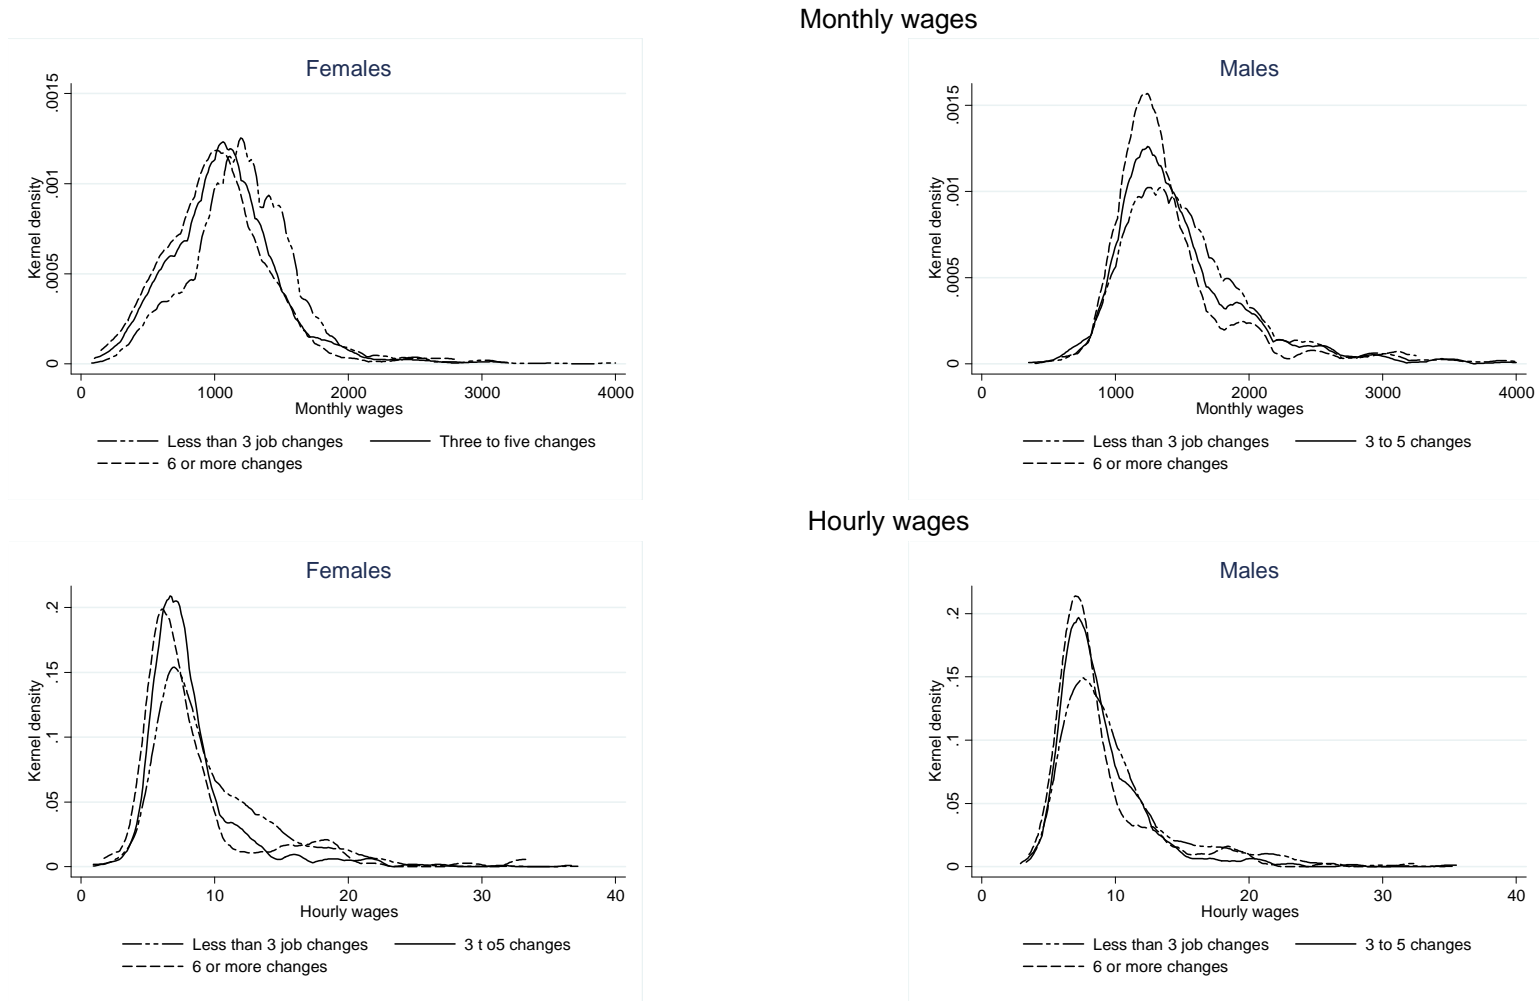 Monthly wages
Females
Kernel density
0
.0005
.001
.0015
0 1000 2000 3000 4000
Monthly wages
Less than 3 job changes Three to five changes
6 or more changes
Males
Kernel density
0
.0005
.001
.0015
0 1000 2000 3000 4000
Monthly wages
Less than 3 job changes 3 to 5 changes
6 or more changes
Hourly wages
Females
Kernel density
0
.05
.1
.15
.2
0 10 20 30 40
Hourly wages
Less than 3 job changes 3 t o5 changes
6 or more changes
Males
Kernel density
0
.05
.1
.15
.2
0 10 20 30 40
Hourly wages
Less than 3 job changes 3 to 5 changes
6 or more changes